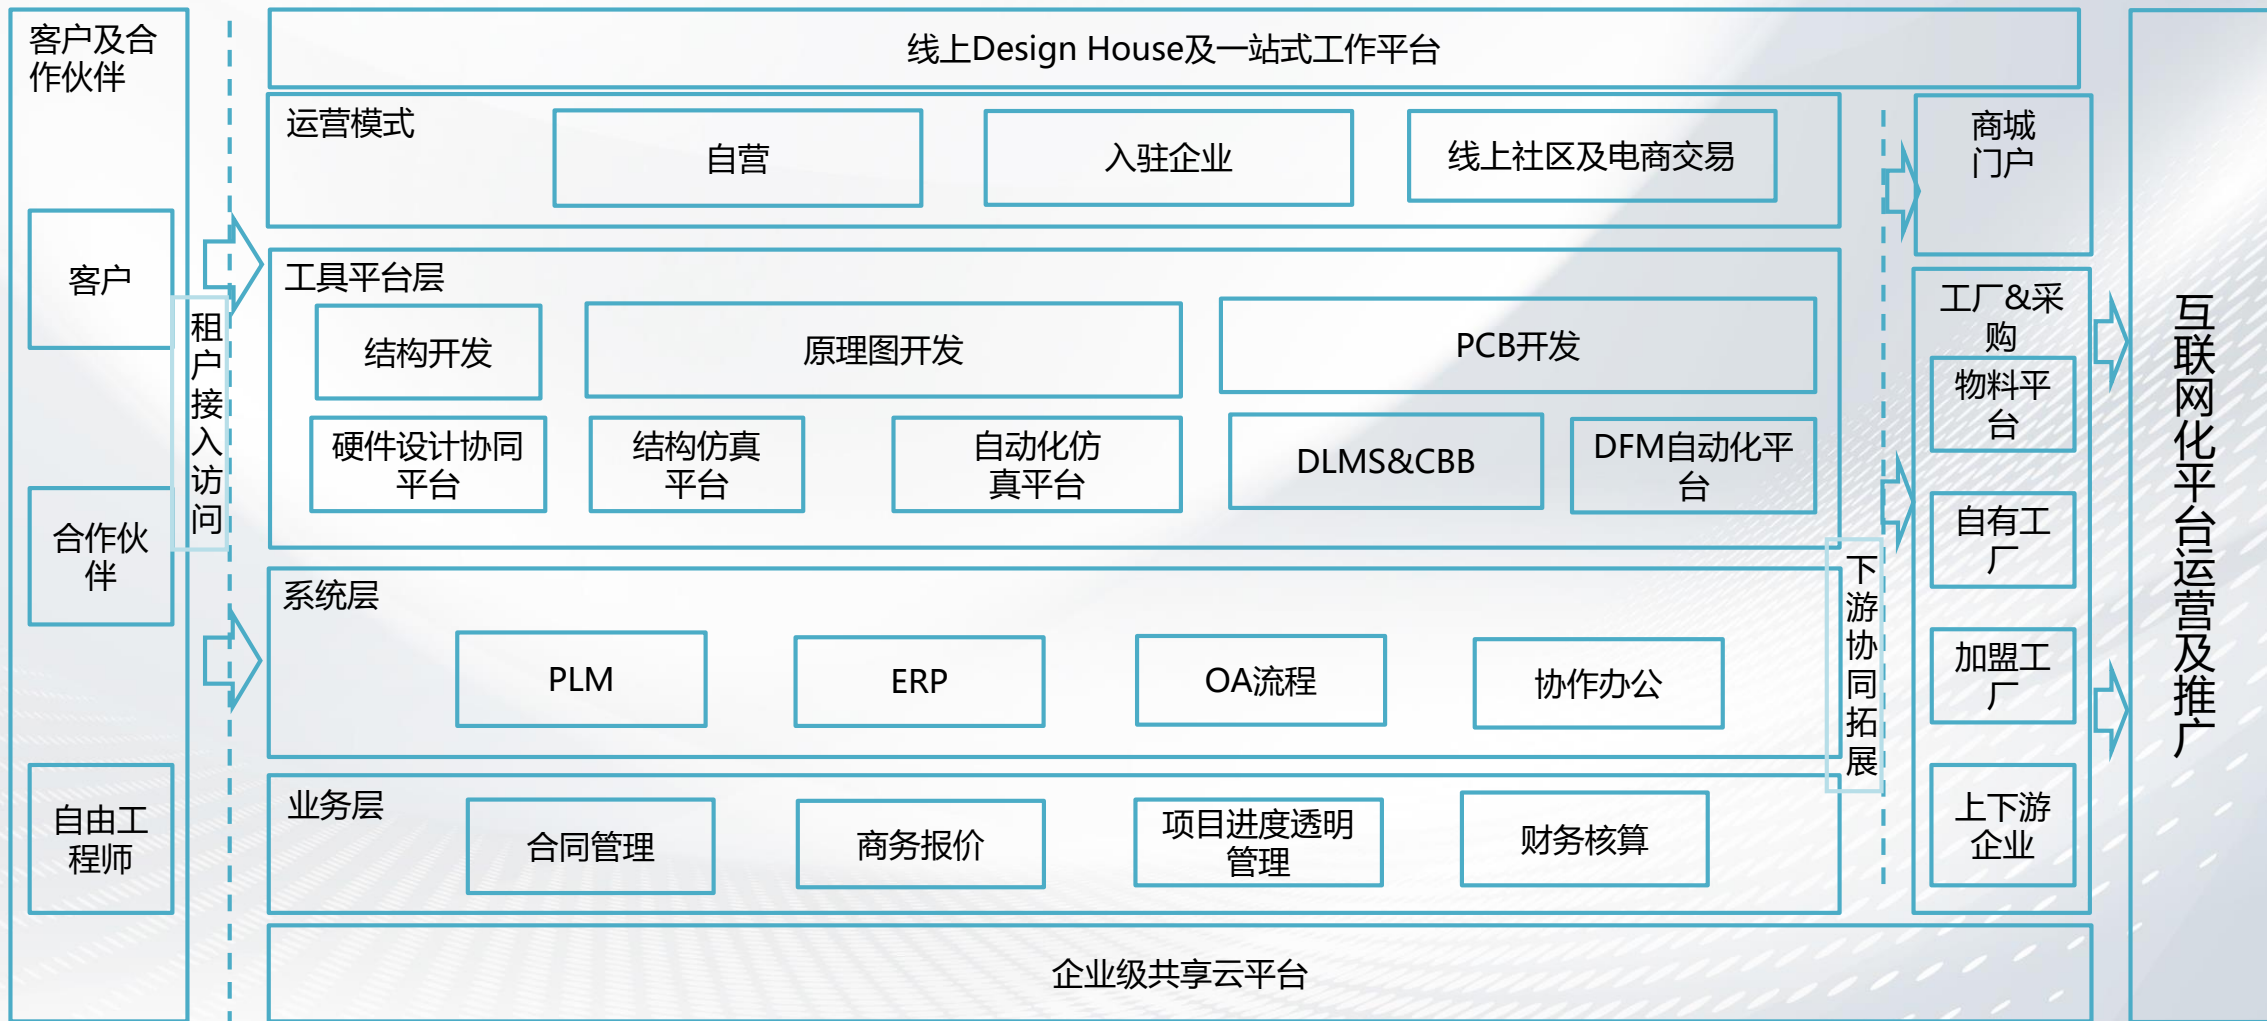 客户及合
作伙伴
客户
合作伙
伴
自由工
程师
租
户
接
入
访
问
线上Design House及一站式工作平台
运营模式
自营
入驻企业
线上社区及电商交易
工具平台层
结构开发
原理图开发
PCB开发
硬件设计协同
平台
结构仿真
平台
自动化仿
真平台
DLMS&CBB
DFM自动化平
台
系统层
PLM
ERP
OA流程
协作办公
业务层
合同管理
商务报价
项目进度透明
管理
财务核算
企业级共享云平台
下
游
协
同
拓
展
商城
门户
工厂&采
购
物料平
台
自有工
厂
加盟工
厂
上下游
企业
互联网化平台运营及推广